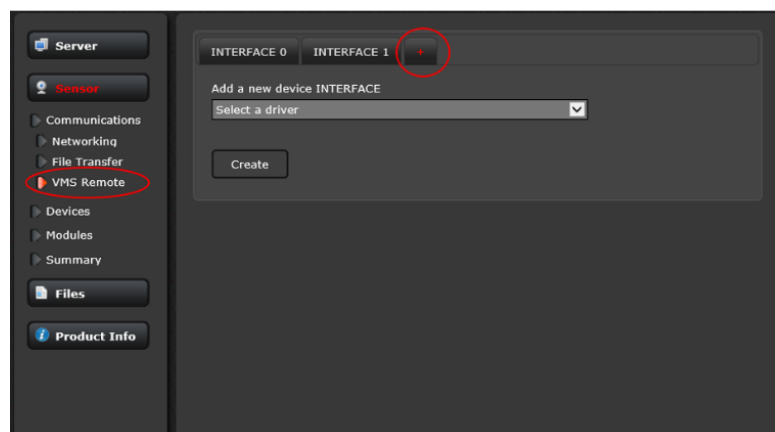 Server
Sensor
Communications
Networking
File Transfer
VMS Remote
Devices
Modules
Summary
Files
Product Info
INTERFACE 0 INTERFACE 1 +
Add a new device INTERFACE
Select a driver
Create